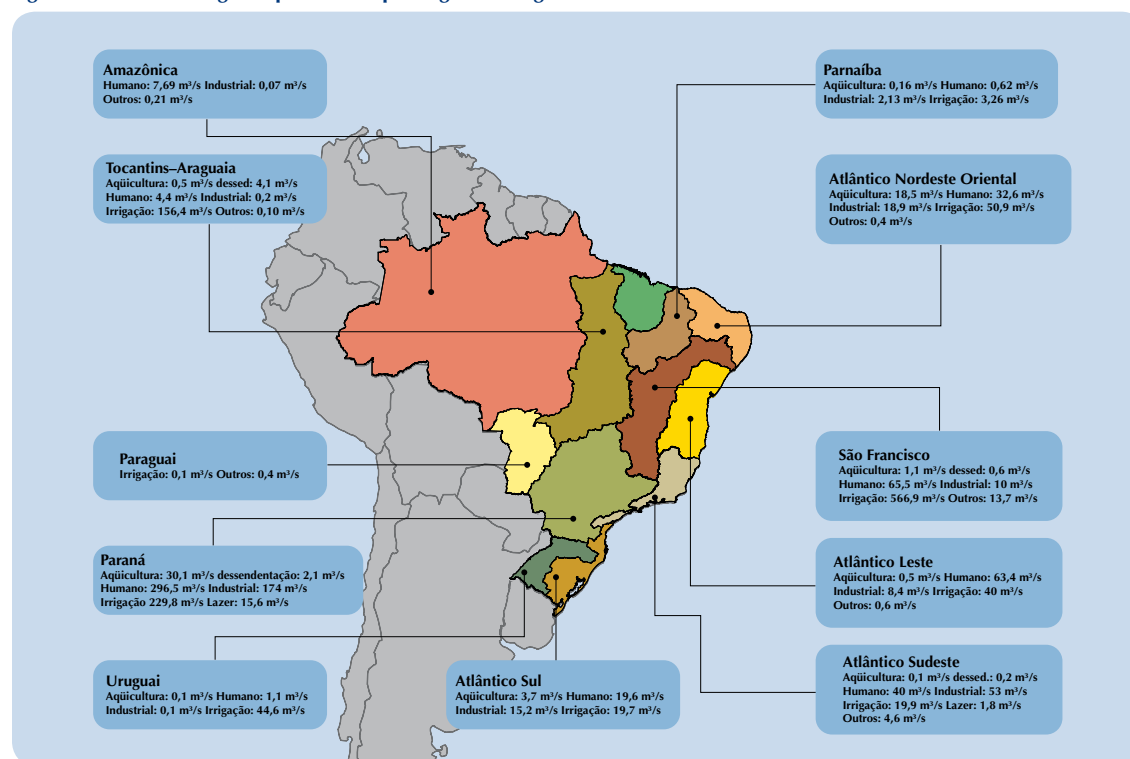 Amazônica
Humano: 7,69 m³/s Industrial: 0,07 m³/s
Outros: 0,21 m³/s
Tocantins–Araguaia
Aqüicultura: 0,5 m³/s dessed: 4,1 m³/s
Humano: 4,4 m³/s Industrial: 0,2 m³/s
Irrigação: 156,4 m³/s Outros: 0,10 m³/s
Paraguai
Irrigação: 0,1 m³/s Outros: 0,4 m³/s
Paraná
Aqüicultura: 30,1 m³/s dessendentação: 2,1 m³/s
Humano: 296,5 m³/s Industrial: 174 m³/s
Irrigação 229,8 m³/s Lazer: 15,6 m³/s
Uruguai
Aqüicultura: 0,1 m³/s Humano: 1,1 m³/s
Industrial: 0,1 m³/s Irrigação: 44,6 m³/s
Atlântico Sul
Aqüicultura: 3,7 m³/s Humano: 19,6 m³/s
Industrial: 15,2 m³/s Irrigação: 19,7 m³/s
Parnaíba
Aqüicultura: 0,16 m³/s Humano: 0,62 m³/s
Industrial: 2,13 m³/s Irrigação: 3,26 m³/s
Atlântico Nordeste Oriental
Aqüicultura: 18,5 m³/s Humano: 32,6 m³/s
Industrial: 18,9 m³/s Irrigação: 50,9 m³/s
Outros: 0,4 m³/s
São Francisco
Aqüicultura: 1,1 m³/s dessed: 0,6 m³/s
Humano: 65,5 m³/s Industrial: 10 m³/s
Irrigação: 566,9 m³/s Outros: 13,7 m³/s
Atlântico Leste
Aqüicultura: 0,5 m³/s Humano: 63,4 m³/s
Industrial: 8,4 m³/s Irrigação: 40 m³/s
Outros: 0,6 m³/s
Atlântico Sudeste
Aqüicultura: 0,1 m³/s dessed.: 0,2 m³/s
Humano: 40 m³/s Industrial: 53 m³/s
Irrigação: 19,9 m³/s Lazer: 1,8 m³/s
Outros: 4,6 m³/s